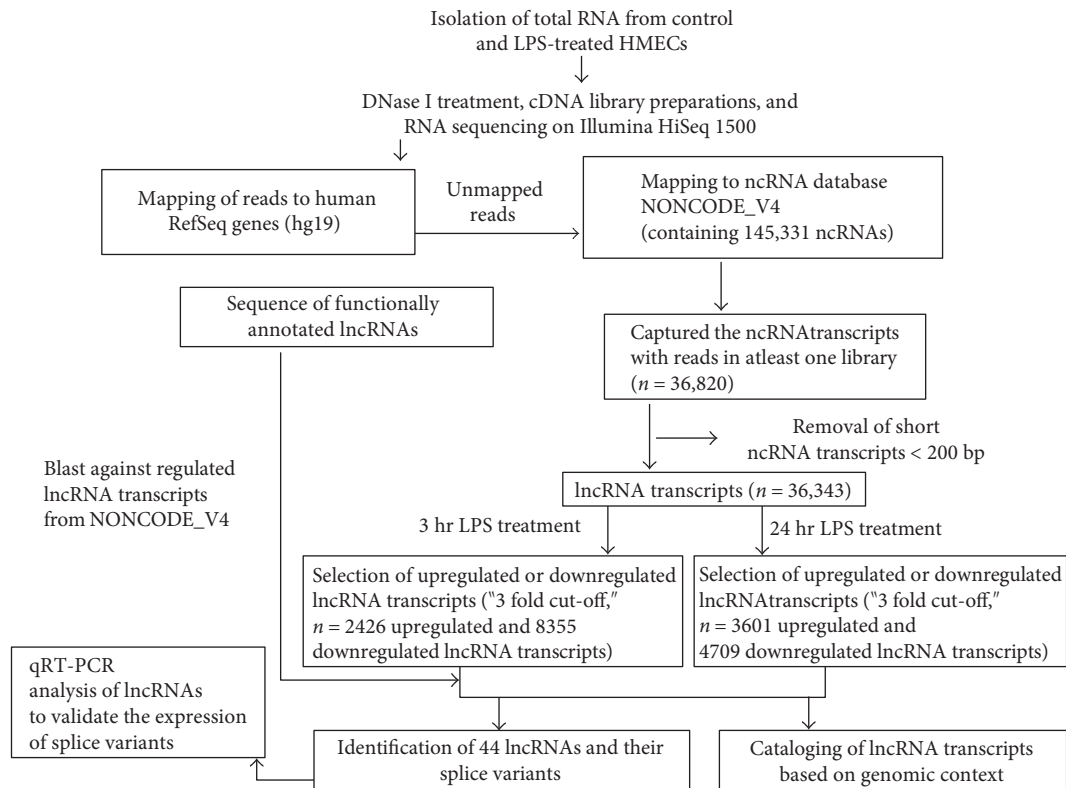 Isolation of total RNA from control
and LPS-treated HMECs
DNase I treatment, cDNA library preparations, and
RNA sequencing on Illumina HiSeq 1500
Mapping of reads to human
RefSeq genes (hg19)
Unmapped
reads
Mapping to ncRNA database
NONCODE_V4
(containing 145,331 ncRNAs)
Sequence of functionally
annotated lncRNAs
Captured the ncRNAtranscripts
with reads in atleast one library
(n = 36,820)
Removal of short
ncRNA transcripts < 200 bp
Blast against regulated
lncRNA transcripts
from NONCODE_V4
lncRNA transcripts (n = 36,343)
3 hr LPS treatment
24 hr LPS treatment
Selection of upregulated or downregulated
lncRNA transcripts ("3 fold cut-off,"
n = 2426 upregulated and 8355
downregulated lncRNA transcripts)
Selection of upregulated or downregulated
lncRNAtranscripts ("3 fold cut-off,"
n = 3601 upregulated and
4709 downregulated lncRNA transcripts)
qRT-PCR
analysis of lncRNAs
to validate the expression
of splice variants
Identification of 44 lncRNAs and their
splice variants
Cataloging of lncRNA transcripts
based on genomic context